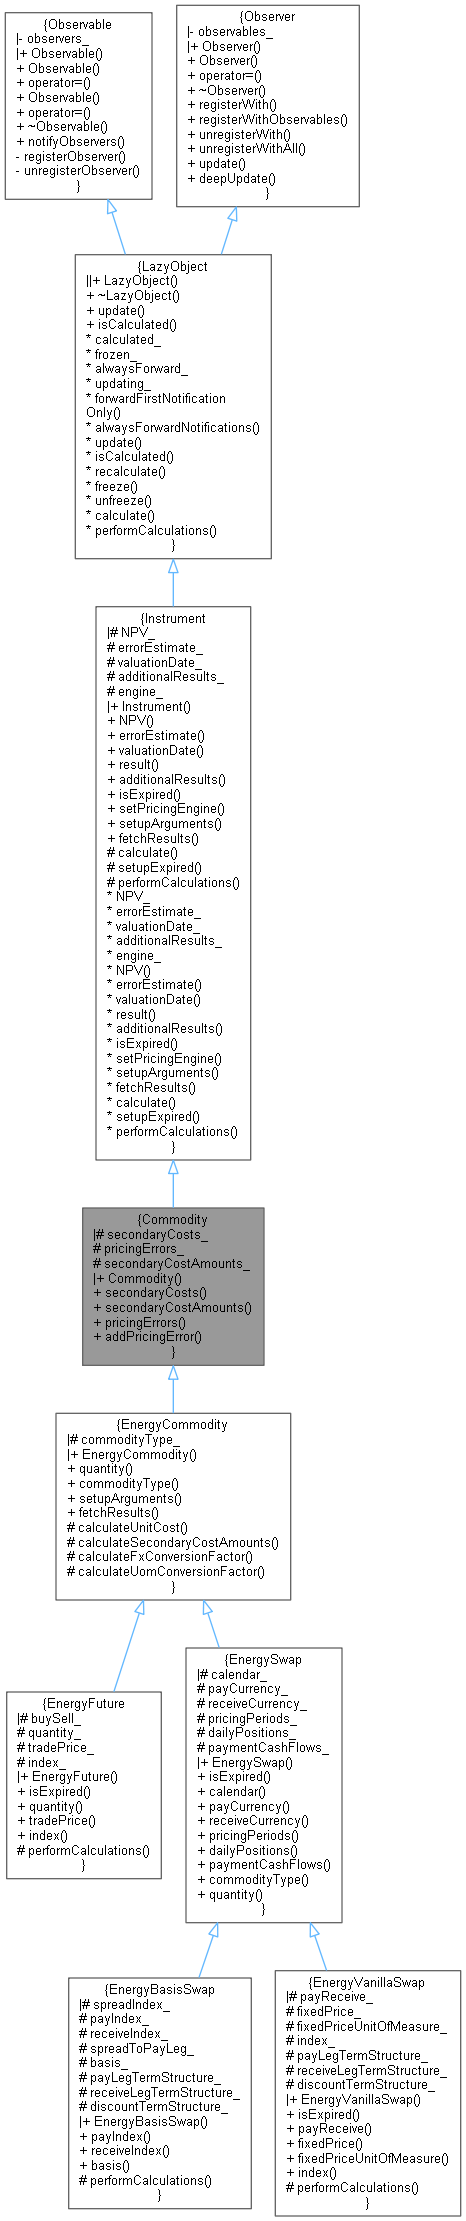 {Observable
|- observers_
|+ Observable()
+ Observable()
+ operator=()
+ Observable()
+ operator=()
+ ~Observable()
+ notifyObservers()
- registerObserver()
- unregisterObserver()
}
{Observer
|- observables_
|+ Observer()
+ Observer()
+ operator=()
+ ~Observer()
+ registerWith()
+ registerWithObservables()
+ unregisterWith()
+ unregisterWithAll()
+ update()
+ deepUpdate()
}
{LazyObject
||+ LazyObject()
+ ~LazyObject()
+ update()
+ isCalculated()
* calculated_
* frozen_
* alwaysForward_
* updating_
* forwardFirstNotification
Only()
* alwaysForwardNotifications()
* update()
* isCalculated()
* recalculate()
* freeze()
* unfreeze()
* calculate()
* performCalculations()
}
{Instrument
|# NPV_
# errorEstimate_
# valuationDate_
# additionalResults_
# engine_
|+ Instrument()
+ NPV()
+ errorEstimate()
+ valuationDate()
+ result()
+ additionalResults()
+ isExpired()
+ setPricingEngine()
+ setupArguments()
+ fetchResults()
# calculate()
# setupExpired()
# performCalculations()
* NPV_
* errorEstimate_
* valuationDate_
* additionalResults_
* engine_
* NPV()
* errorEstimate()
* valuationDate()
* result()
* additionalResults()
* isExpired()
* setPricingEngine()
* setupArguments()
* fetchResults()
* calculate()
* setupExpired()
* performCalculations()
}
{Commodity
|# secondaryCosts_
# pricingErrors_
# secondaryCostAmounts_
|+ Commodity()
+ secondaryCosts()
+ secondaryCostAmounts()
+ pricingErrors()
+ addPricingError()
}
{EnergyCommodity
|# commodityType_
|+ EnergyCommodity()
+ quantity()
+ commodityType()
+ setupArguments()
+ fetchResults()
# calculateUnitCost()
# calculateSecondaryCostAmounts()
# calculateFxConversionFactor()
# calculateUomConversionFactor()
}
{EnergyFuture
|# buySell_
# quantity_
# tradePrice_
# index_
|+ EnergyFuture()
+ isExpired()
+ quantity()
+ tradePrice()
+ index()
# performCalculations()
}
{EnergySwap
|# calendar_
# payCurrency_
# receiveCurrency_
# pricingPeriods_
# dailyPositions_
# paymentCashFlows_
|+ EnergySwap()
+ isExpired()
+ calendar()
+ payCurrency()
+ receiveCurrency()
+ pricingPeriods()
+ dailyPositions()
+ paymentCashFlows()
+ commodityType()
+ quantity()
}
{EnergyBasisSwap
|# spreadIndex_
# payIndex_
# receiveIndex_
# spreadToPayLeg_
# basis_
# payLegTermStructure_
# receiveLegTermStructure_
# discountTermStructure_
|+ EnergyBasisSwap()
+ payIndex()
+ receiveIndex()
+ basis()
# performCalculations()
}
{EnergyVanillaSwap
|# payReceive_
# fixedPrice_
# fixedPriceUnitOfMeasure_
# index_
# payLegTermStructure_
# receiveLegTermStructure_
# discountTermStructure_
|+ EnergyVanillaSwap()
+ isExpired()
+ payReceive()
+ fixedPrice()
+ fixedPriceUnitOfMeasure()
+ index()
# performCalculations()
}